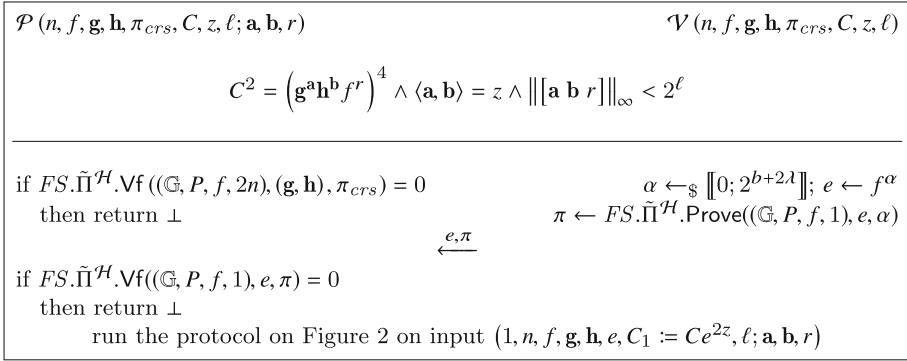 𝒫 (n, f, g, h, π_crs, C, z, ℓ; a, b, r) 𝒱 (n, f, g, h, π_crs, C, z, ℓ)
C² = (g^a h^b f^r)⁴ ∧ ⟨a, b⟩ = z ∧ ‖[a b r]‖_∞ < 2^ℓ
if FS.Π̃^ℋ.Vf ((𝔾, P, f, 2n), (g, h), π_crs) = 0 α ←_$ ⟦0; 2^{b+2λ}⟧; e ← f^α
then return ⊥ π ← FS.Π̃^ℋ.Prove((𝔾, P, f, 1), e, α)
e,π
←
if FS.Π̃^ℋ.Vf((𝔾, P, f, 1), e, π) = 0
then return ⊥
run the protocol on Figure 2 on input (1, n, f, g, h, e, C₁ ≔ Ce^{2z}, ℓ; a, b, r)